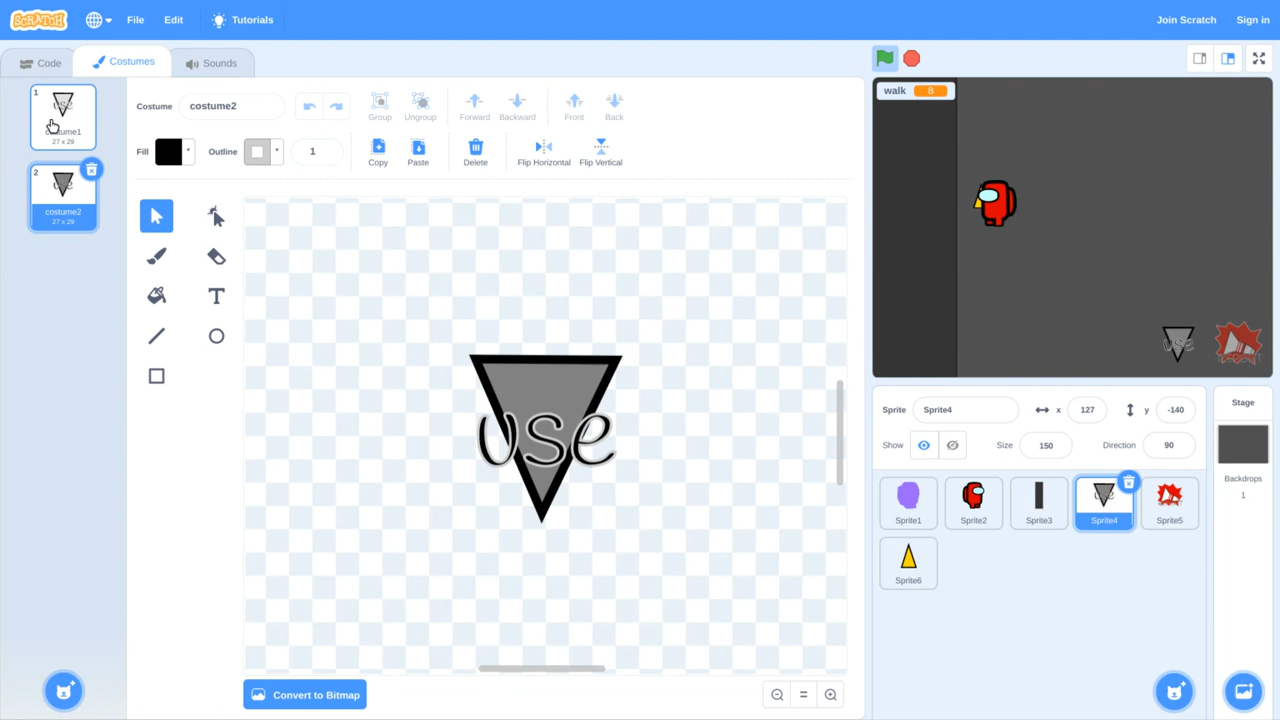 SCRATCH
File
Edit
Tutorials
Join Scratch
Sign in
Code
Costumes
Sounds
1
costume1
27 x 29
2
costume2
27 x 29
Costume
costume2
Group
Ungroup
Forward
Backward
Front
Back
Fill
Outline
1
Copy
Paste
Delete
Flip Horizontal
Flip Vertical
use
Convert to Bitmap
walk 8
use
Sprite
Sprite4
x
127
y
-140
Show
Size
150
Direction
90
Sprite1
Sprite2
Sprite3
Sprite4
Sprite5
Sprite6
Stage
Backdrops
1